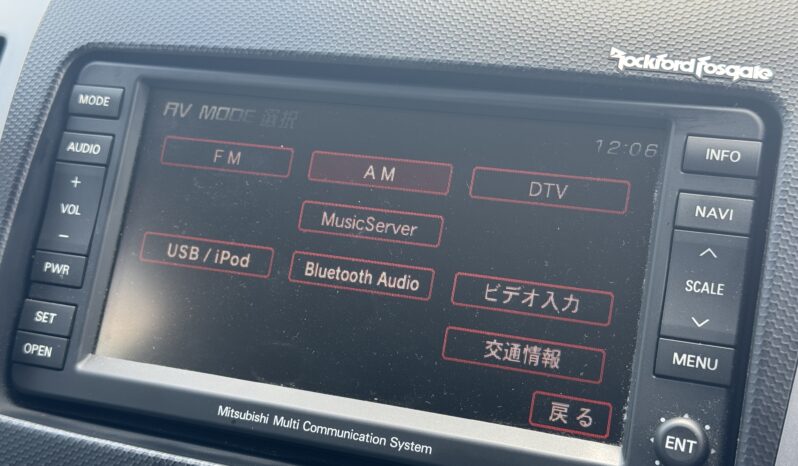 Rockford Fosgate
MODE
AUDIO
+
VOL
−
PWR
SET
OPEN
AV MODE 選択
12:06
FM
AM
DTV
MusicServer
USB / iPod
Bluetooth Audio
ビデオ入力
交通情報
戻る
INFO
NAVI
SCALE
MENU
ENT
Mitsubishi Multi Communication System